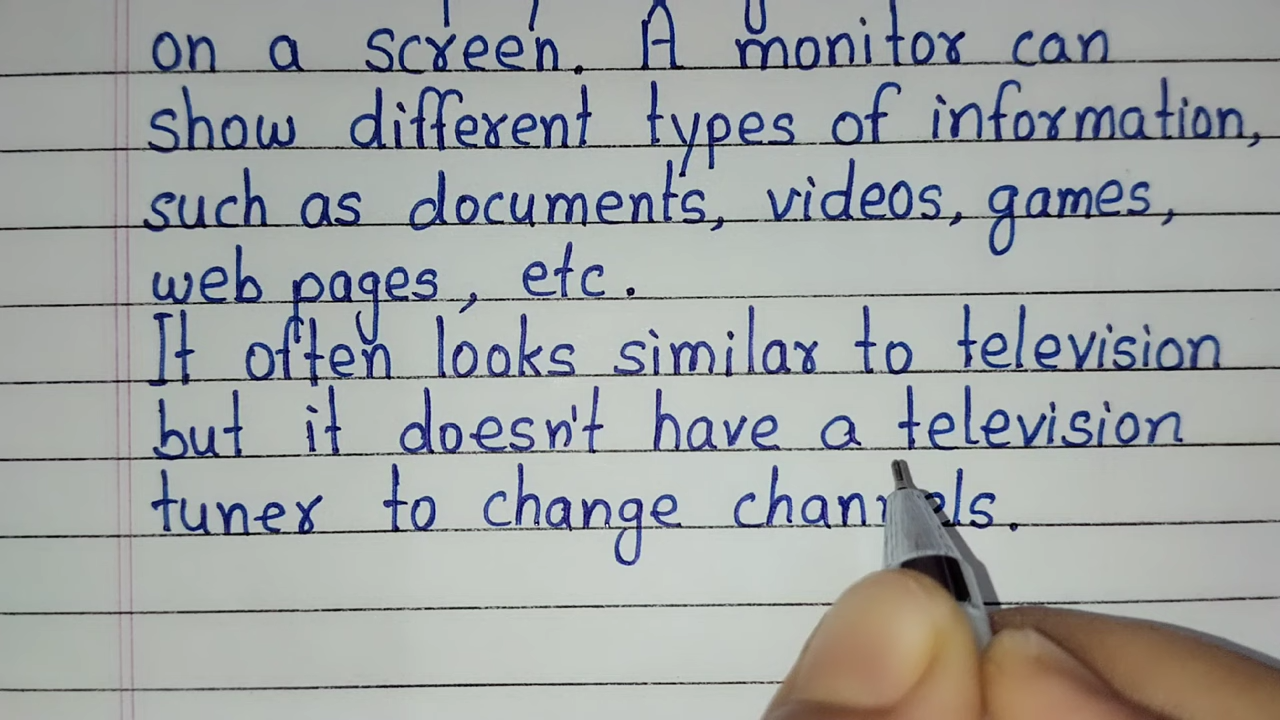 on a screen. A monitor can
show different types of information,
such as documents, videos, games,
web pages, etc.
It often looks similar to television
but it doesn't have a television
tuner to change channels.